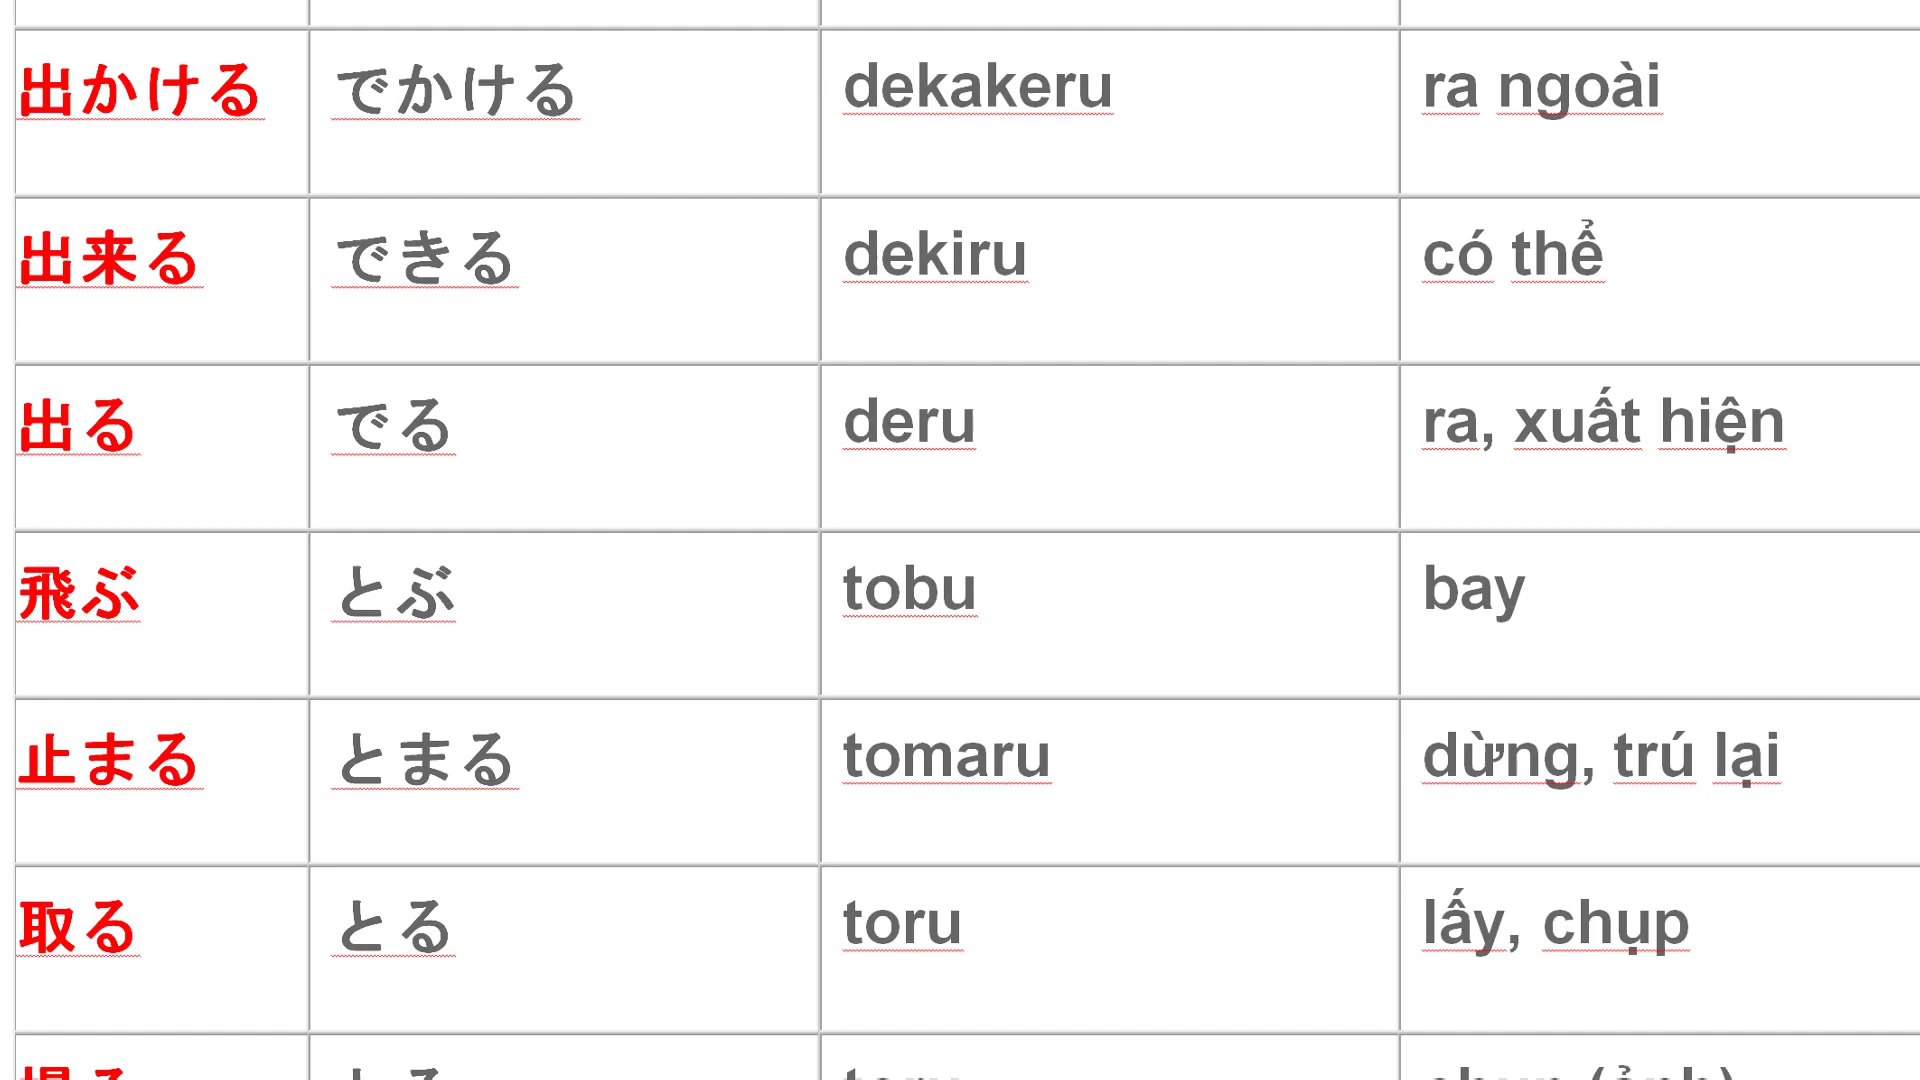 出かける でかける dekakeru ra ngoài
出来る できる dekiru có thể
出る でる deru ra, xuất hiện
飛ぶ とぶ tobu bay
止まる とまる tomaru dừng, trú lại
取る とる toru lấy, chụp